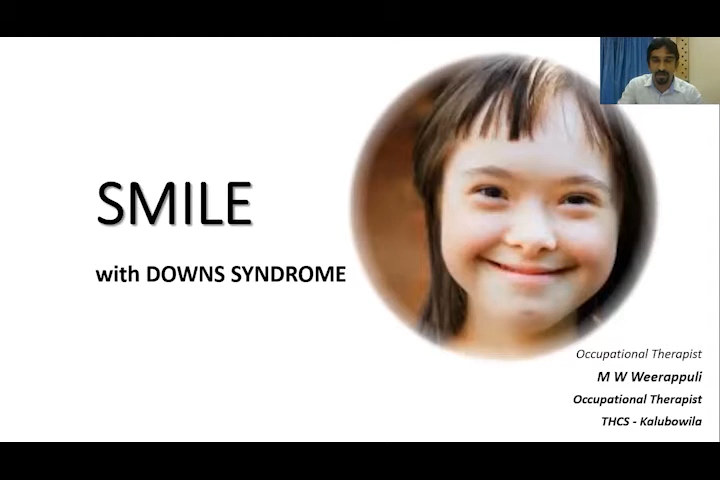 SMILE
with DOWNS SYNDROME
Occupational Therapist
M W Weerappuli
Occupational Therapist
THCS - Kalubowila